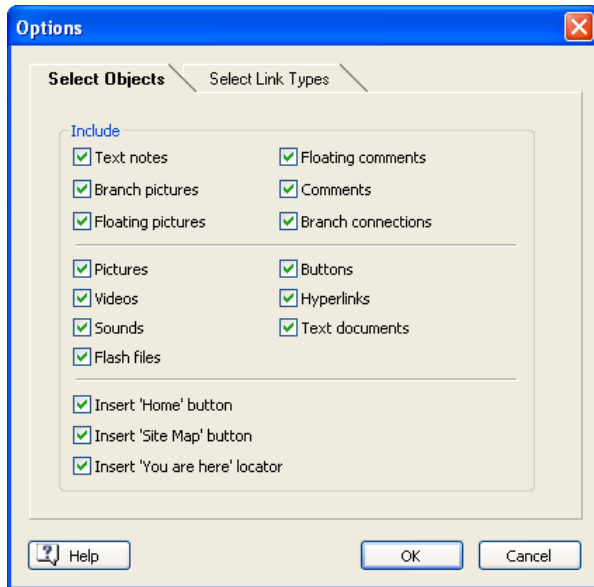 Options
Select Objects Select Link Types
Include
Text notes Floating comments
Branch pictures Comments
Floating pictures Branch connections
Pictures Buttons
Videos Hyperlinks
Sounds Text documents
Flash files
Insert 'Home' button
Insert 'Site Map' button
Insert 'You are here' locator
Help OK Cancel